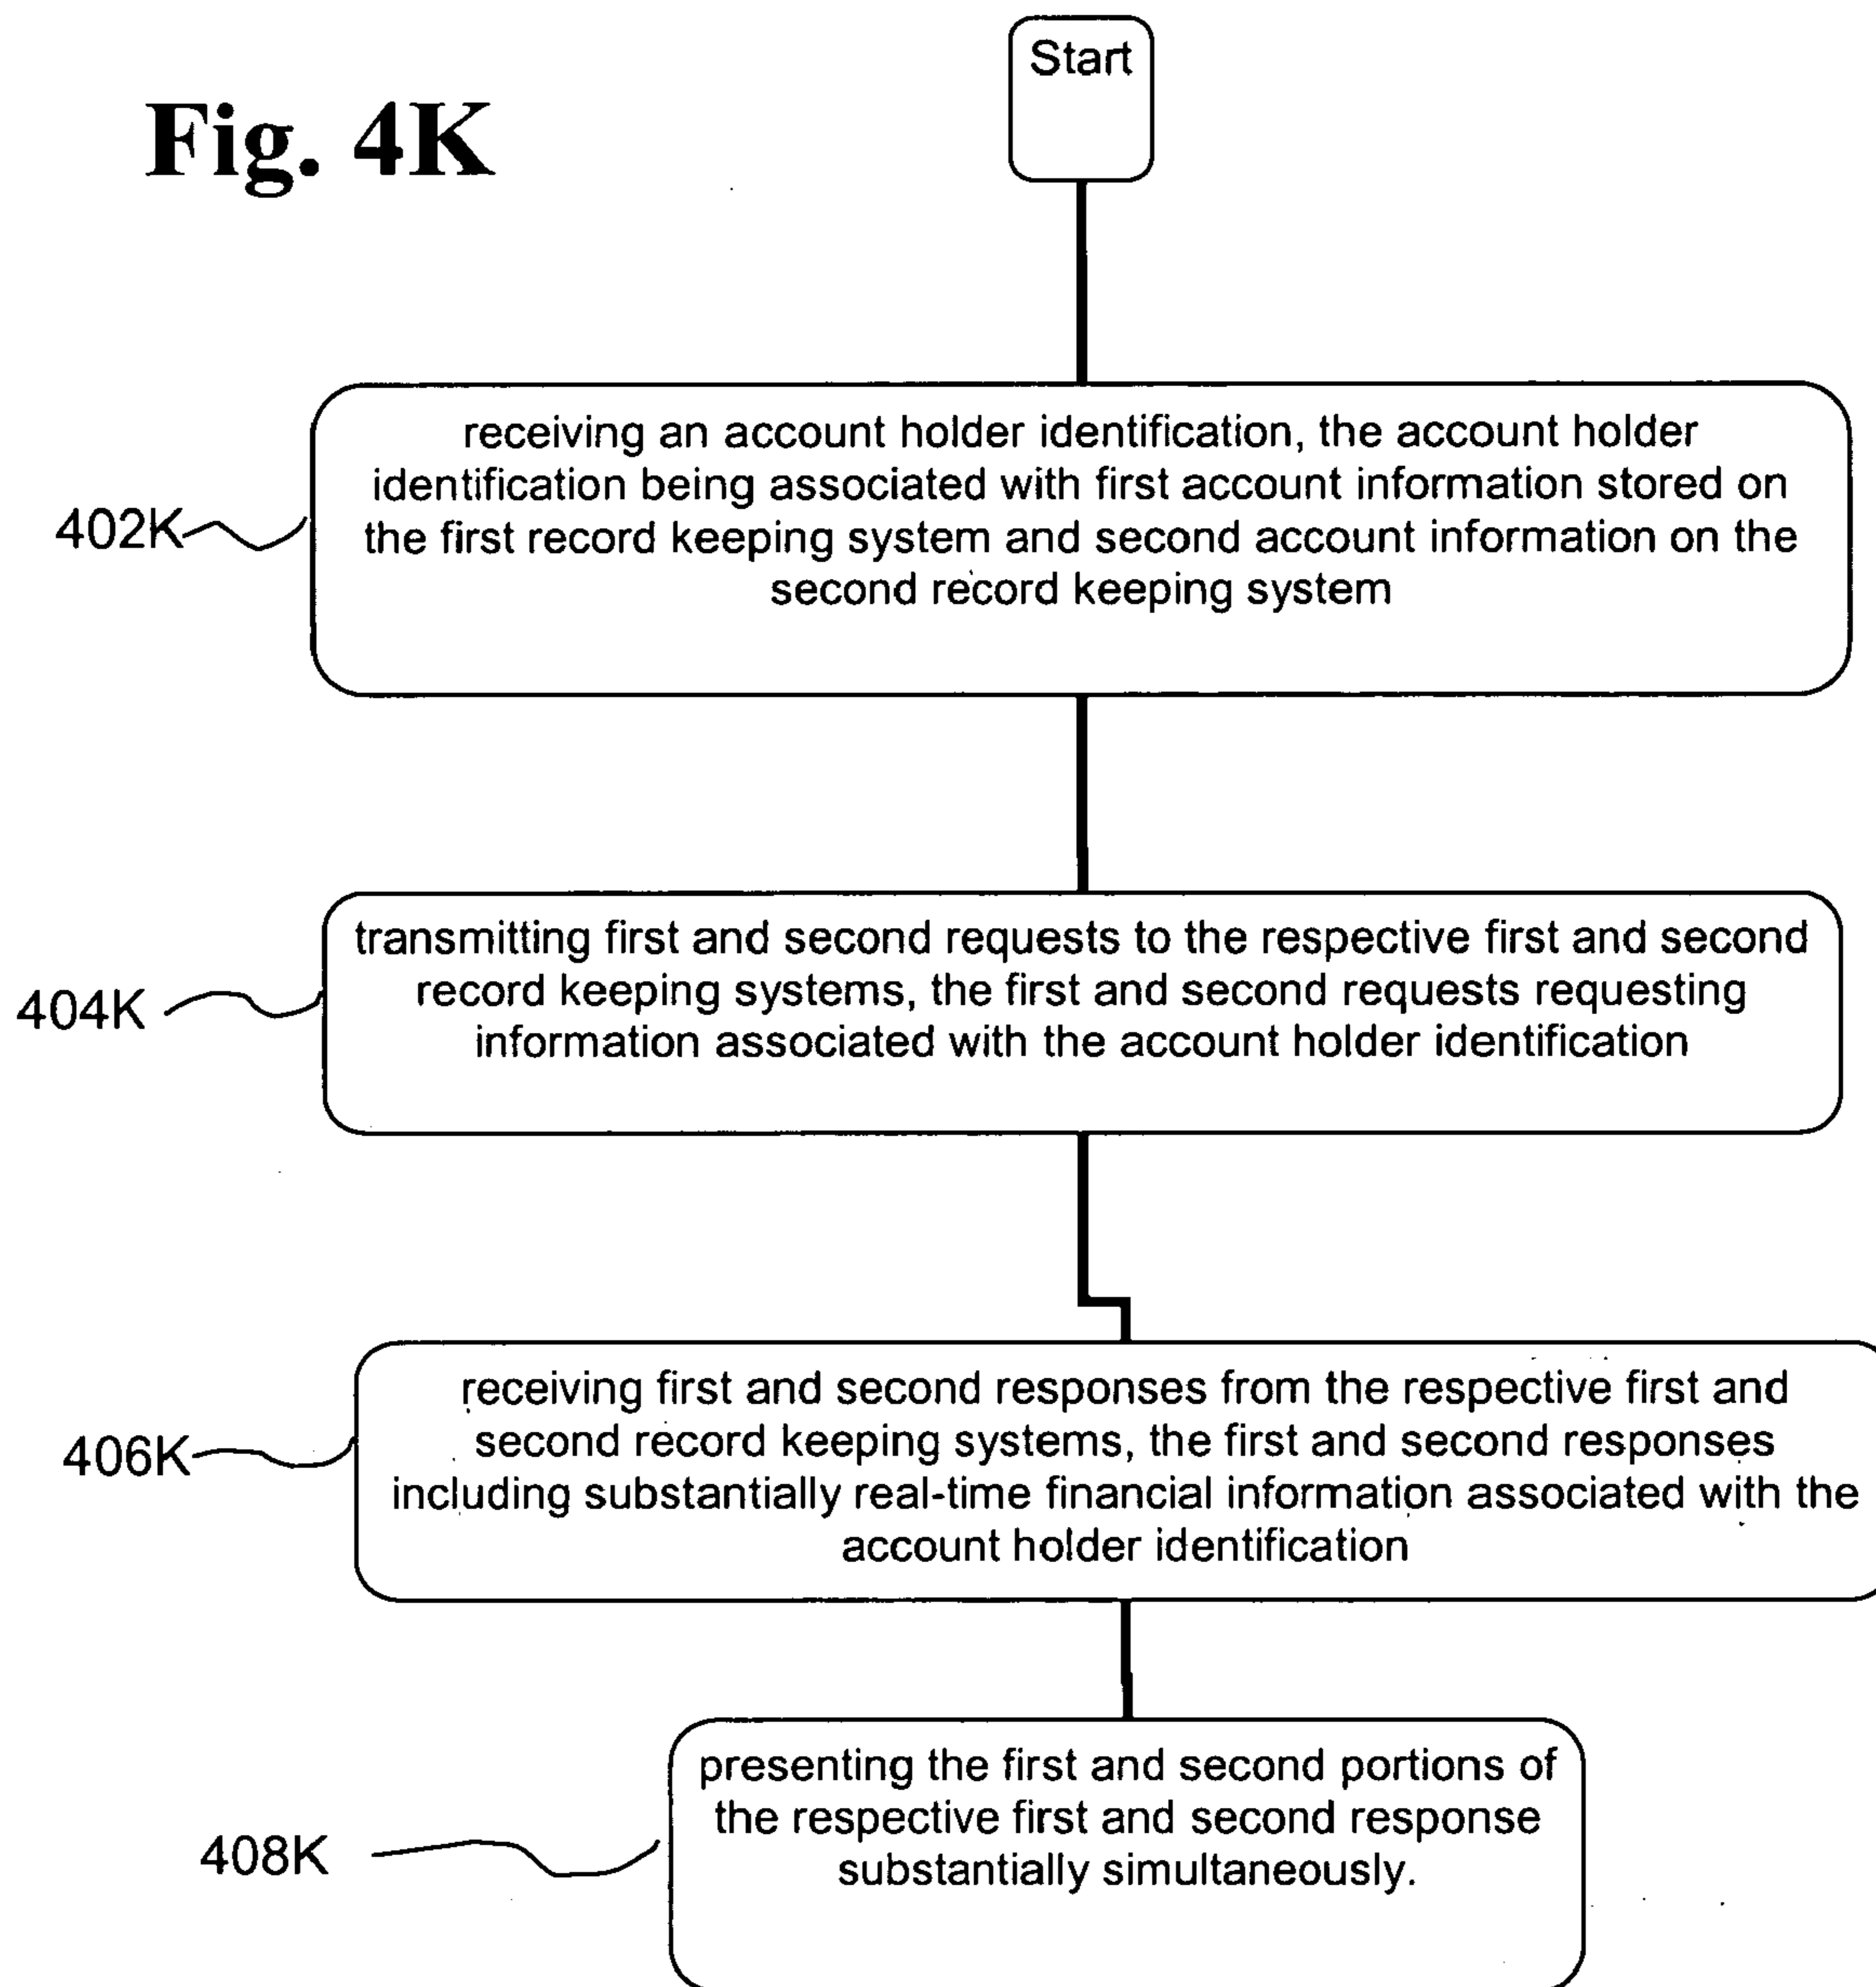 Fig. 4K
Start
402K
receiving an account holder identification, the account holder
identification being associated with first account information stored on
the first record keeping system and second account information on the
second record keeping system
404K
transmitting first and second requests to the respective first and second
record keeping systems, the first and second requests requesting
information associated with the account holder identification
406K
receiving first and second responses from the respective first and
second record keeping systems, the first and second responses
including substantially real-time financial information associated with the
account holder identification
408K
presenting the first and second portions of
the respective first and second response
substantially simultaneously.